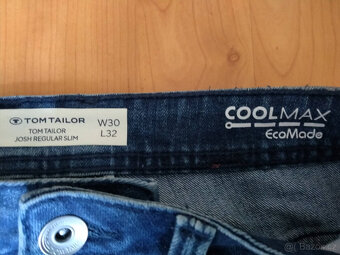 TOM TAILOR
TOM TAILOR
JOSH REGULAR SLIM
W30
L32
COOLMAX
EcoMade